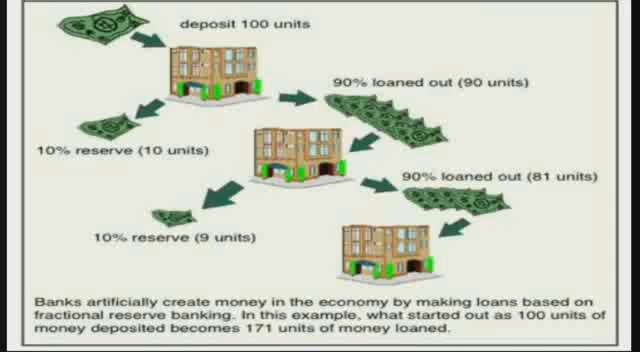 deposit 100 units
90% loaned out (90 units)
10% reserve (10 units)
90% loaned out (81 units)
10% reserve (9 units)
Banks artificially create money in the economy by making loans based on
fractional reserve banking. In this example, what started out as 100 units of
money deposited becomes 171 units of money loaned.